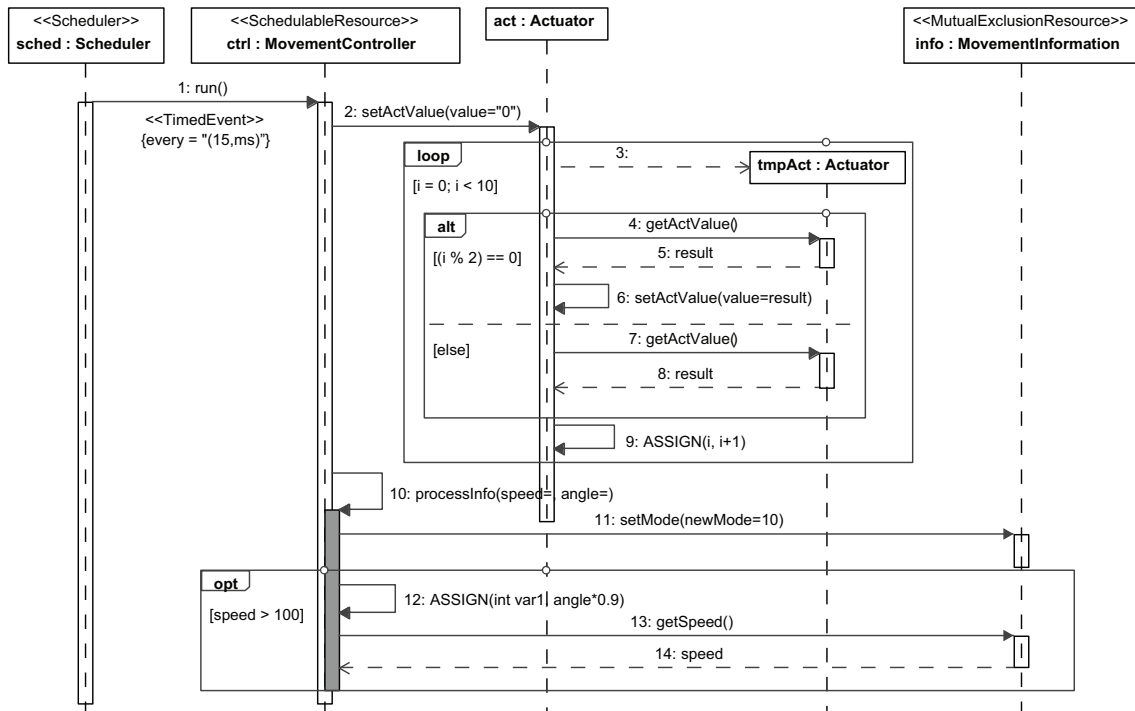 <<Scheduler>>
sched : Scheduler
<<SchedulableResource>>
ctrl : MovementController
act : Actuator
<<MutualExclusionResource>>
info : MovementInformation
1: run()
<<TimedEvent>>
{every = "(15,ms)"}
2: setActValue(value="0")
loop
[i = 0; i < 10]
3:
tmpAct : Actuator
alt
[(i % 2) == 0]
4: getActValue()
5: result
6: setActValue(value=result)
[else]
7: getActValue()
8: result
9: ASSIGN(i, i+1)
10: processInfo(speed=, angle=)
11: setMode(newMode=10)
opt
[speed > 100]
12: ASSIGN(int var1, angle*0.9)
13: getSpeed()
14: speed